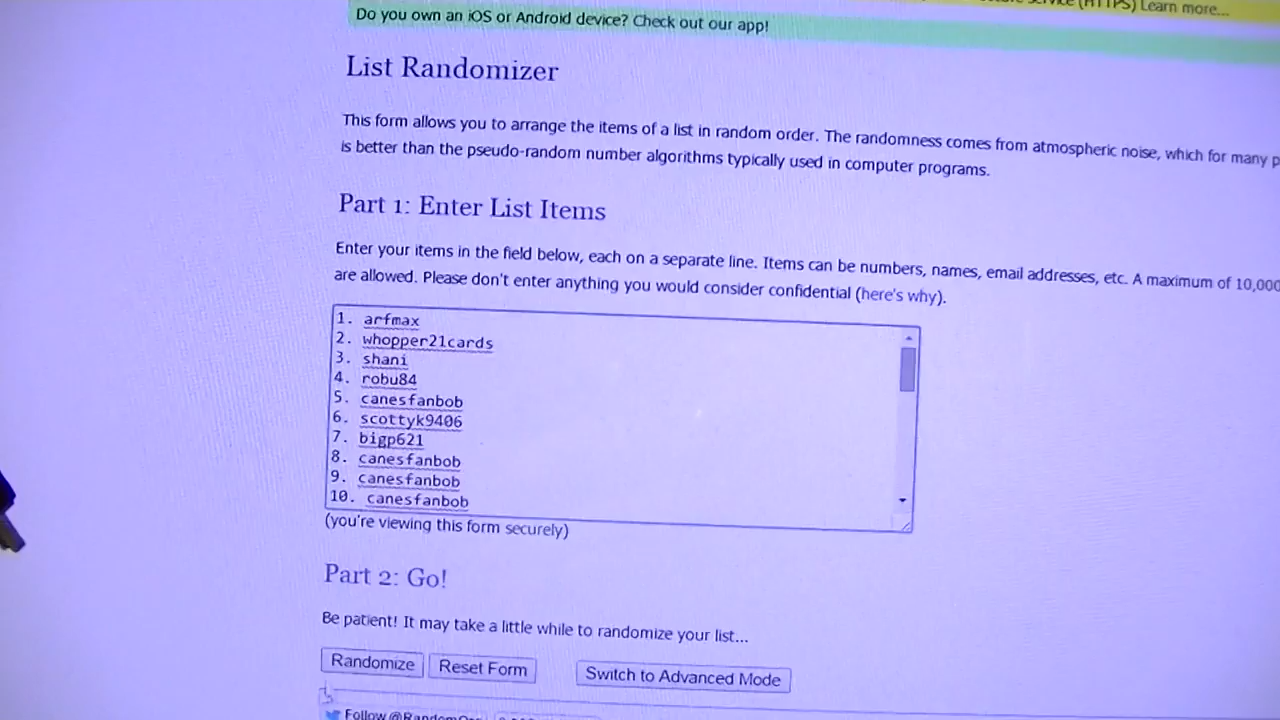 (HTTPS) Learn more...
Do you own an iOS or Android device? Check out our app!
List Randomizer
This form allows you to arrange the items of a list in random order. The randomness comes from atmospheric noise, which for many
is better than the pseudo-random number algorithms typically used in computer programs.
Part 1: Enter List Items
Enter your items in the field below, each on a separate line. Items can be numbers, names, email addresses, etc. A maximum of 10,000
are allowed. Please don't enter anything you would consider confidential (here's why).
1. arfmax
2. whopper21cards
3. shani
4. robu84
5. canesfanbob
6. scottyk9406
7. bigp621
8. canesfanbob
9. canesfanbob
10. canesfanbob
(you're viewing this form securely)
Part 2: Go!
Be patient! It may take a little while to randomize your list...
Randomize Reset Form Switch to Advanced Mode
Follow